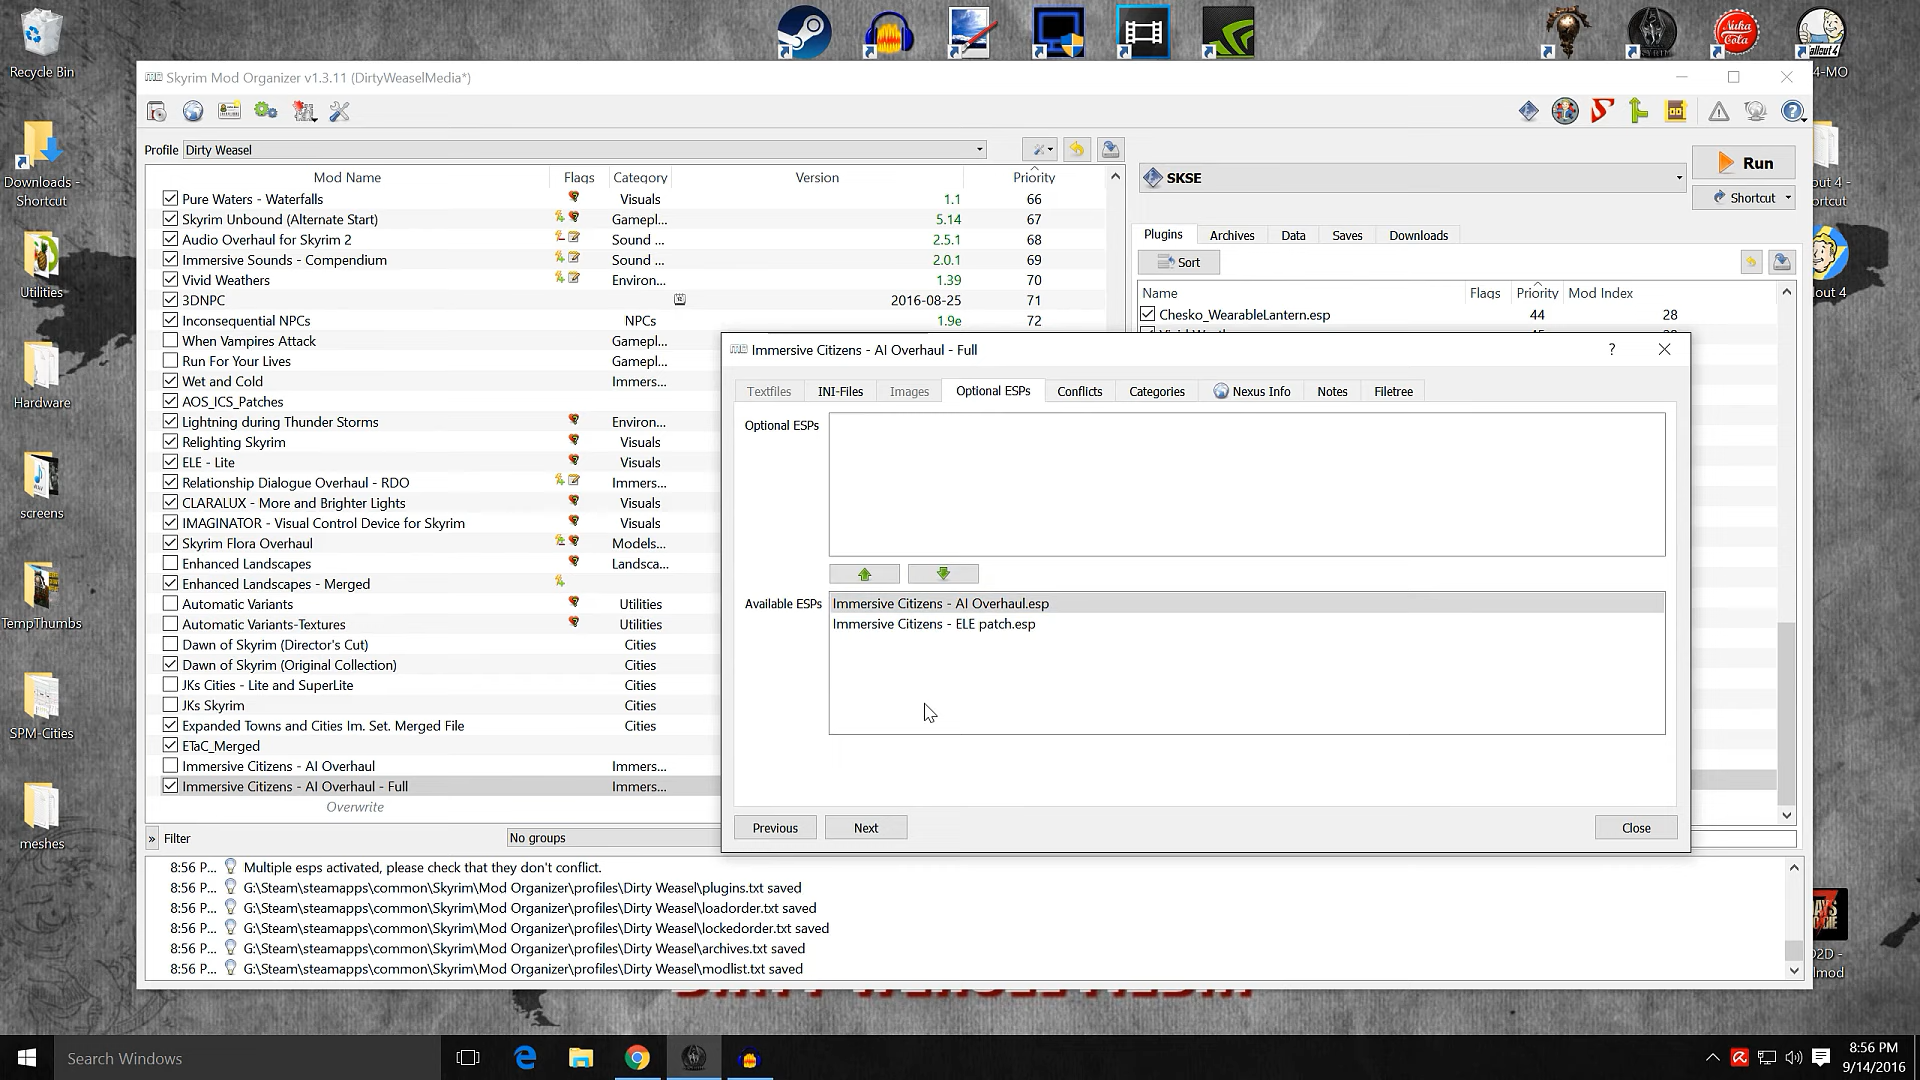 Recycle Bin
Downloads -
Shortcut
Utilities
Hardware
screens
TempThumbs
SPM-Cities
meshes
4-MO
out 4 -
ortcut
lout 4
02D -
lmod
Skyrim Mod Organizer v1.3.11 (DirtyWeaselMedia*)
Profile Dirty Weasel
Mod Name Flags Category Version Priority
Pure Waters - Waterfalls Visuals 1.1 66
Skyrim Unbound (Alternate Start) Gamepl... 5.14 67
Audio Overhaul for Skyrim 2 Sound ... 2.5.1 68
Immersive Sounds - Compendium Sound ... 2.0.1 69
Vivid Weathers Environ... 1.39 70
3DNPC 2016-08-25 71
Inconsequential NPCs NPCs 1.9e 72
When Vampires Attack Gamepl...
Run For Your Lives Gamepl...
Wet and Cold Immers...
AOS_ICS_Patches
Lightning during Thunder Storms Environ...
Relighting Skyrim Visuals
ELE - Lite Visuals
Relationship Dialogue Overhaul - RDO Immers...
CLARALUX - More and Brighter Lights Visuals
IMAGINATOR - Visual Control Device for Skyrim Visuals
Skyrim Flora Overhaul Models...
Enhanced Landscapes Landsca...
Enhanced Landscapes - Merged
Automatic Variants Utilities
Automatic Variants-Textures Utilities
Dawn of Skyrim (Director's Cut) Cities
Dawn of Skyrim (Original Collection) Cities
JKs Cities - Lite and SuperLite Cities
JKs Skyrim Cities
Expanded Towns and Cities Im. Set. Merged File Cities
ETaC_Merged
Immersive Citizens - AI Overhaul Immers...
Immersive Citizens - AI Overhaul - Full Immers...
Overwrite
» Filter No groups
SKSE
Run
Shortcut
Plugins Archives Data Saves Downloads
Sort
Name Flags Priority Mod Index
Chesko_WearableLantern.esp 44 28
Immersive Citizens - AI Overhaul - Full ?
Textfiles INI-Files Images Optional ESPs Conflicts Categories Nexus Info Notes Filetree
Optional ESPs
Available ESPs
Immersive Citizens - AI Overhaul.esp
Immersive Citizens - ELE patch.esp
Previous Next Close
8:56 P... Multiple esps activated, please check that they don't conflict.
8:56 P... G:\Steam\steamapps\common\Skyrim\Mod Organizer\profiles\Dirty Weasel\plugins.txt saved
8:56 P... G:\Steam\steamapps\common\Skyrim\Mod Organizer\profiles\Dirty Weasel\loadorder.txt saved
8:56 P... G:\Steam\steamapps\common\Skyrim\Mod Organizer\profiles\Dirty Weasel\lockedorder.txt saved
8:56 P... G:\Steam\steamapps\common\Skyrim\Mod Organizer\profiles\Dirty Weasel\archives.txt saved
8:56 P... G:\Steam\steamapps\common\Skyrim\Mod Organizer\profiles\Dirty Weasel\modlist.txt saved
Search Windows
8:56 PM
9/14/2016